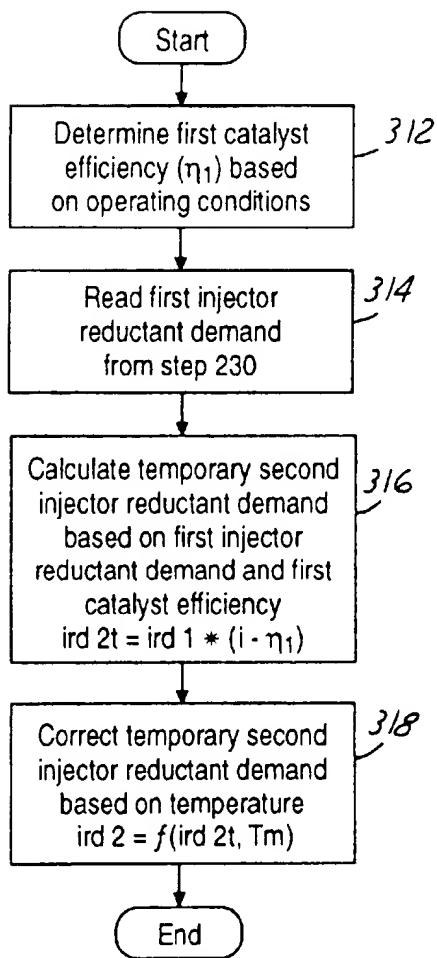 Start
Determine first catalyst
efficiency (η1) based
on operating conditions
312
Read first injector
reductant demand
from step 230
314
Calculate temporary second
injector reductant demand
based on first injector
reductant demand and first
catalyst efficiency
ird 2t = ird 1 * (i - η1)
316
Correct temporary second
injector reductant demand
based on temperature
ird 2 = f(ird 2t, Tm)
318
End